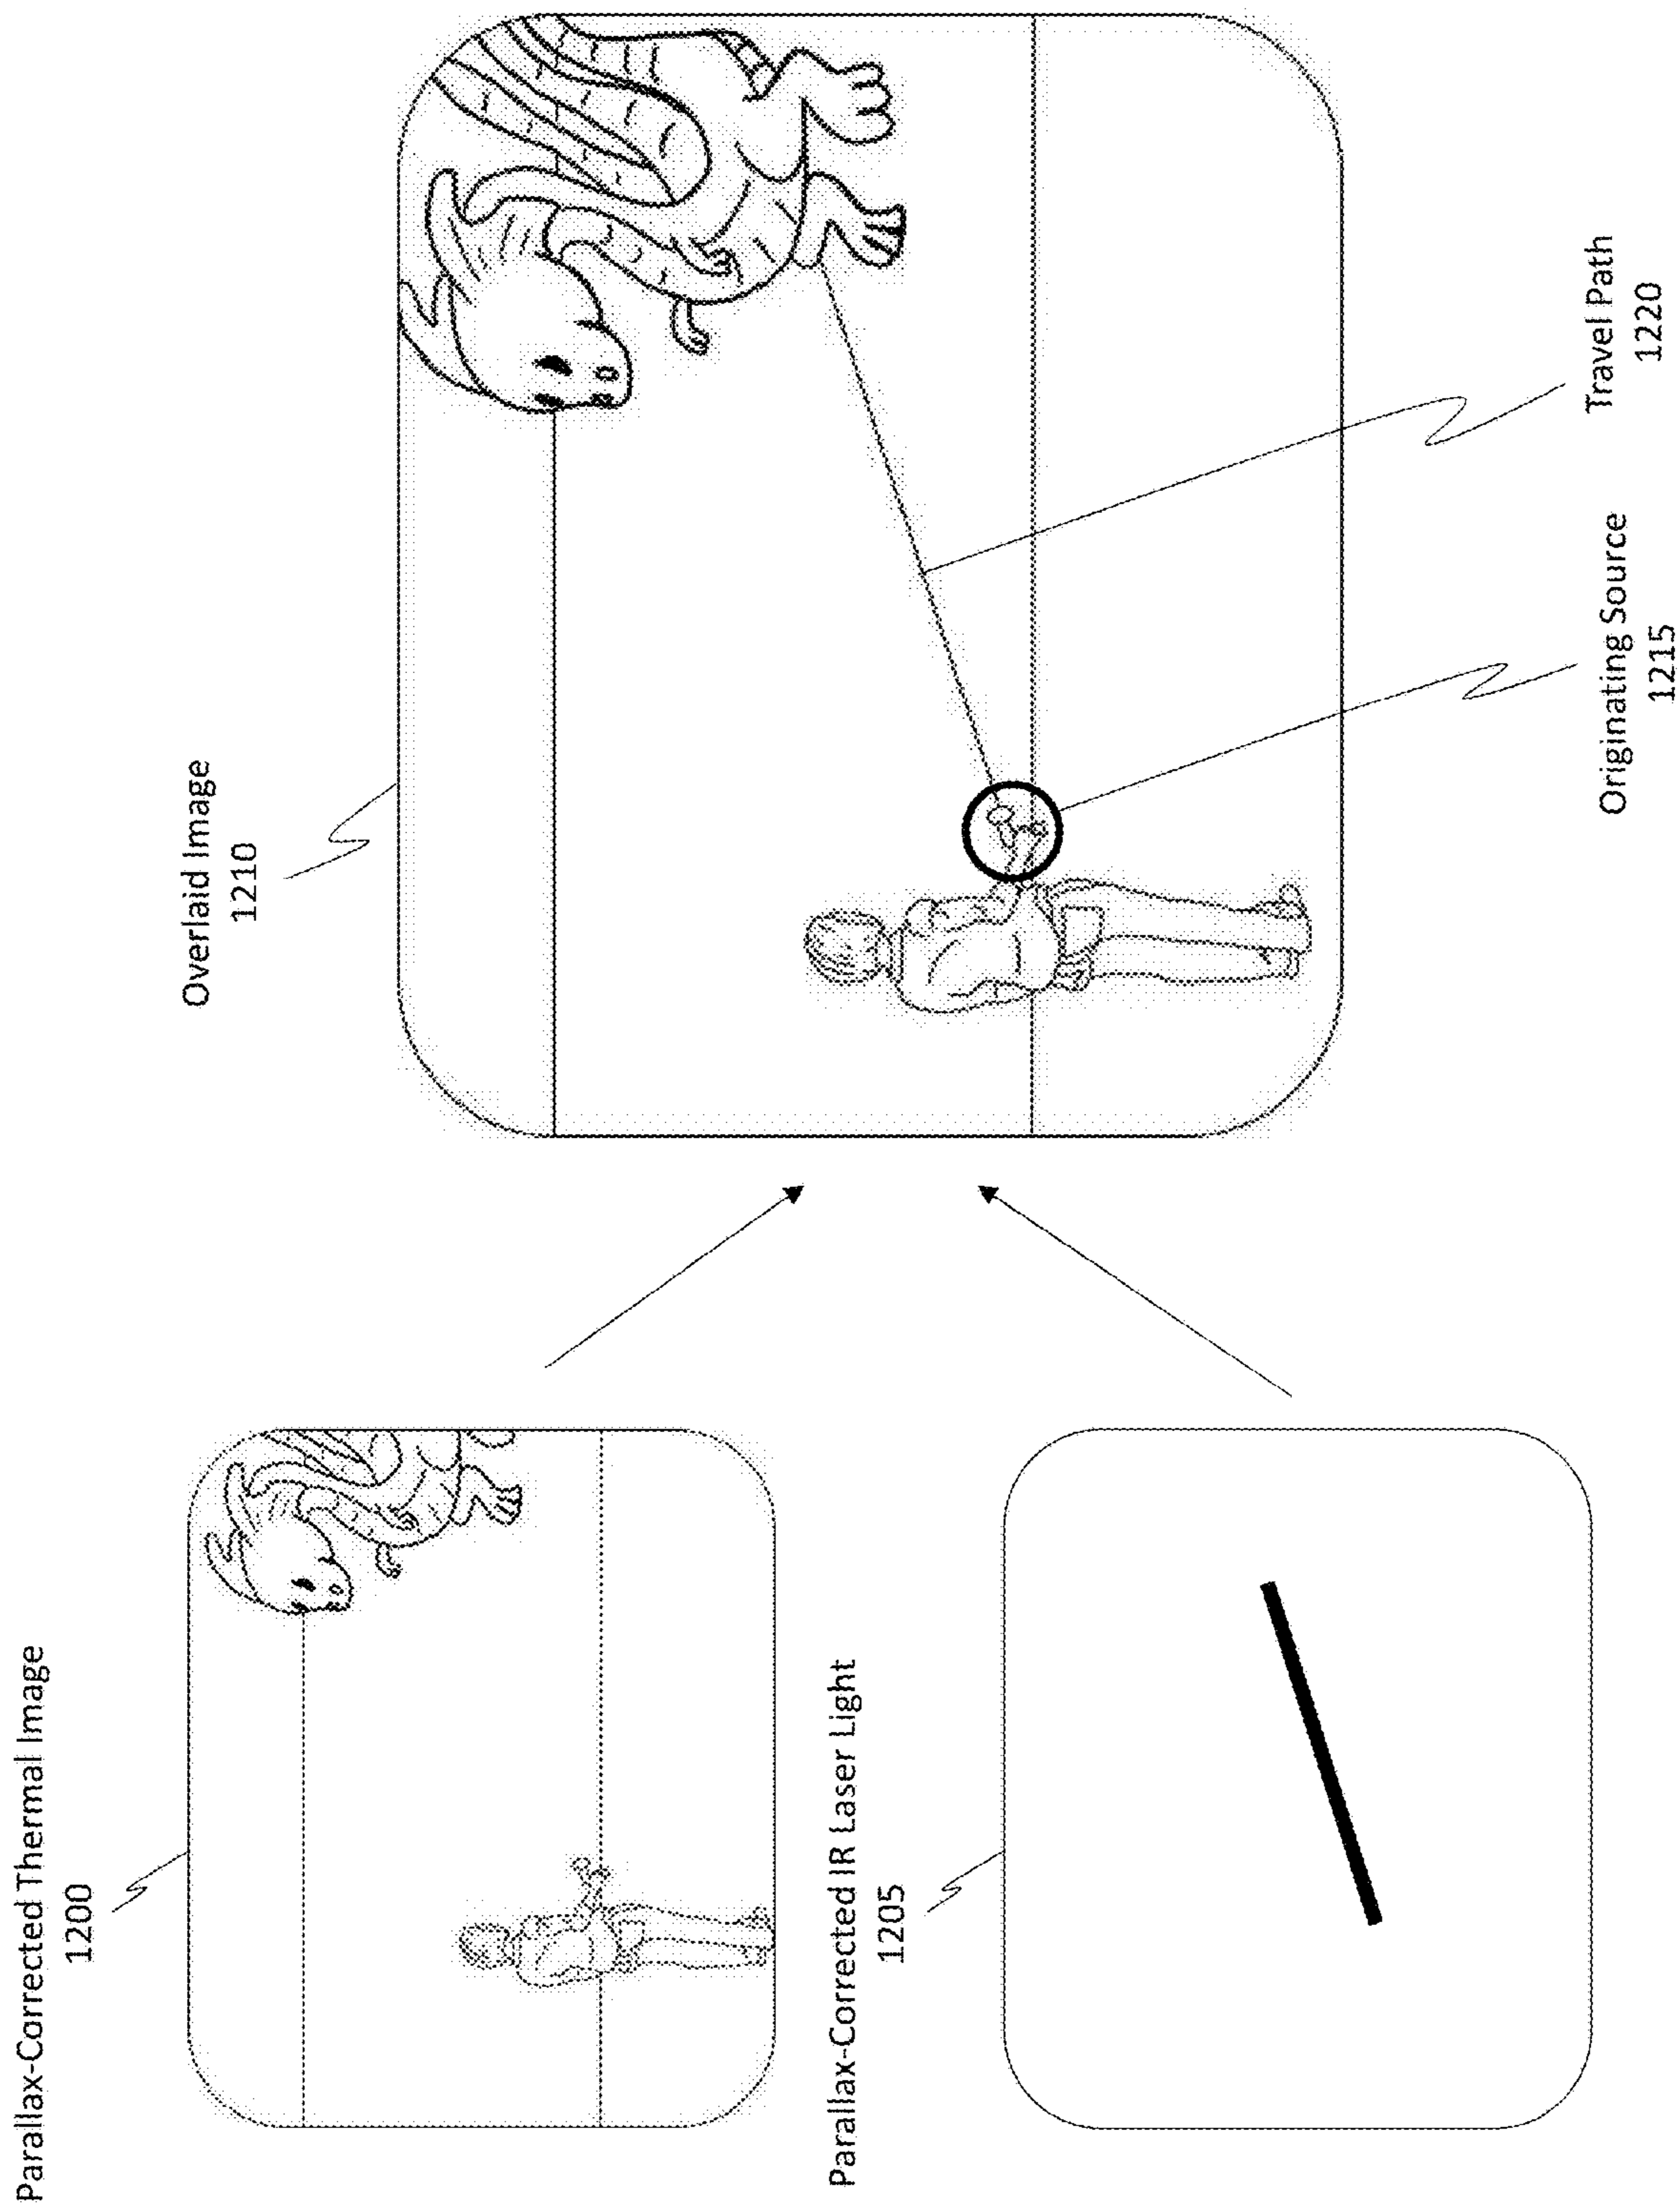 Parallax-Corrected Thermal Image
1200
Parallax-Corrected IR Laser Light
1205
Overlaid Image
1210
Originating Source
1215
Travel Path
1220